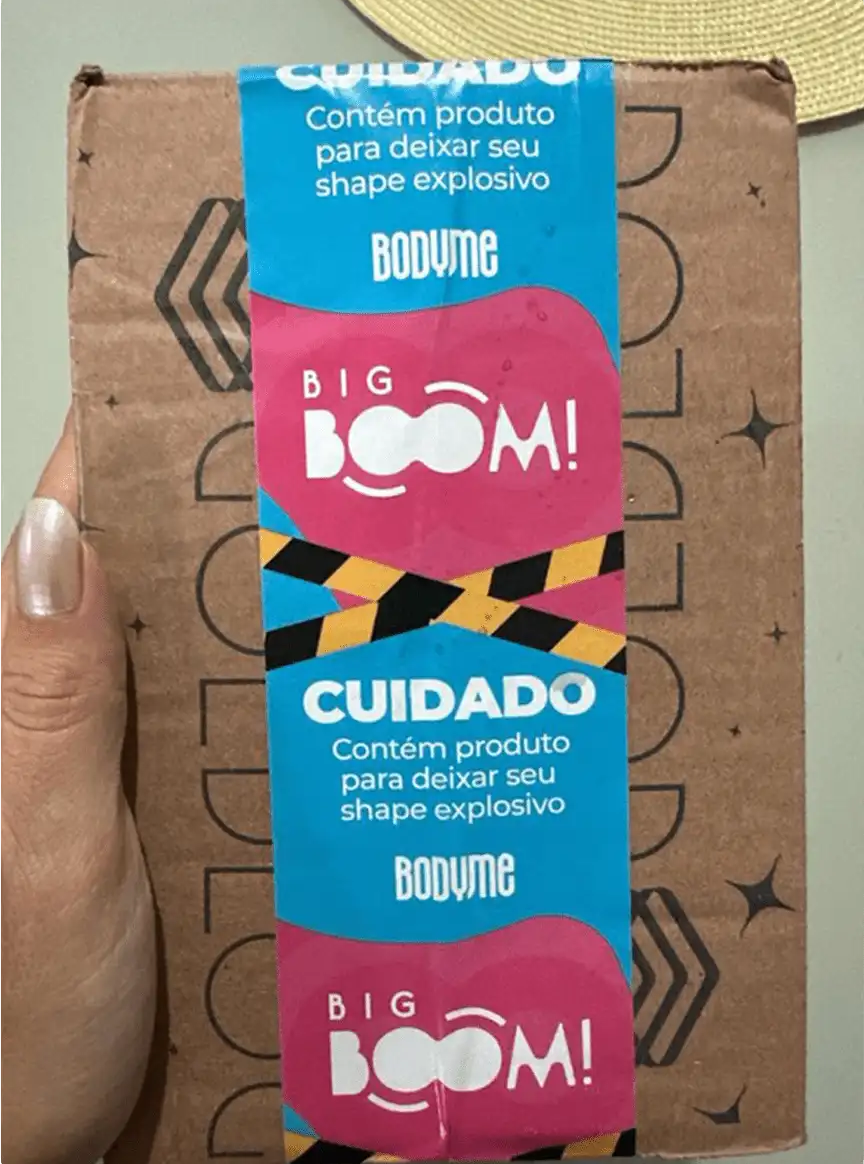 CUIDADO
Contém produto
para deixar seu
shape explosivo
BODYME
BIG
BOOM!
CUIDADO
Contém produto
para deixar seu
shape explosivo
BODYME
BIG
BOOM!